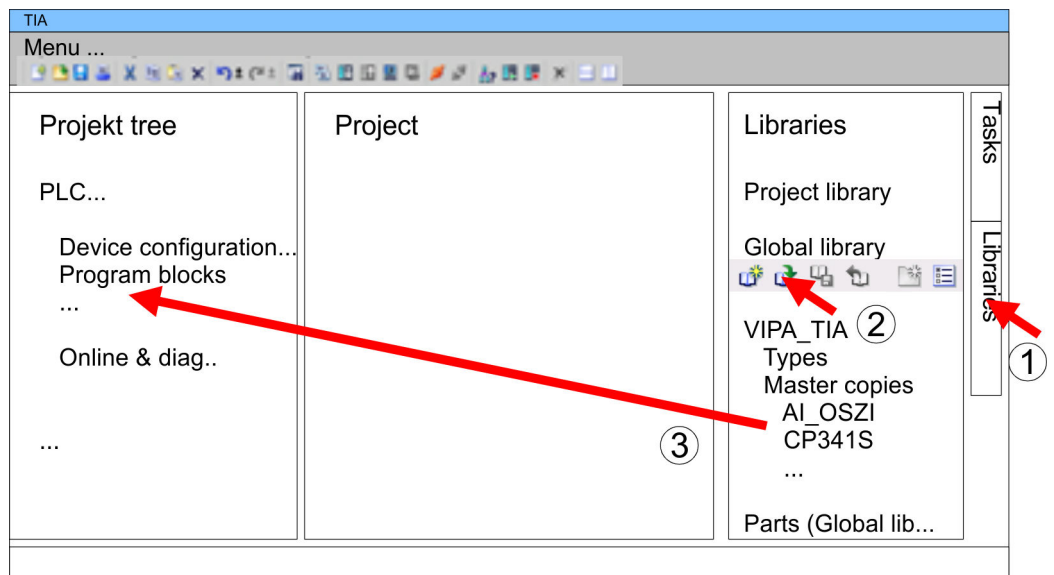 TIA
Menu ...
Projekt tree
PLC...
Device configuration...
Program blocks
...
Online & diag..
...
Project
③
Libraries
Project library
Global library
②
VIPA_TIA
Types
Master copies
AI_OSZI
CP341S
...
Parts (Global lib...
Tasks
Libraries
①